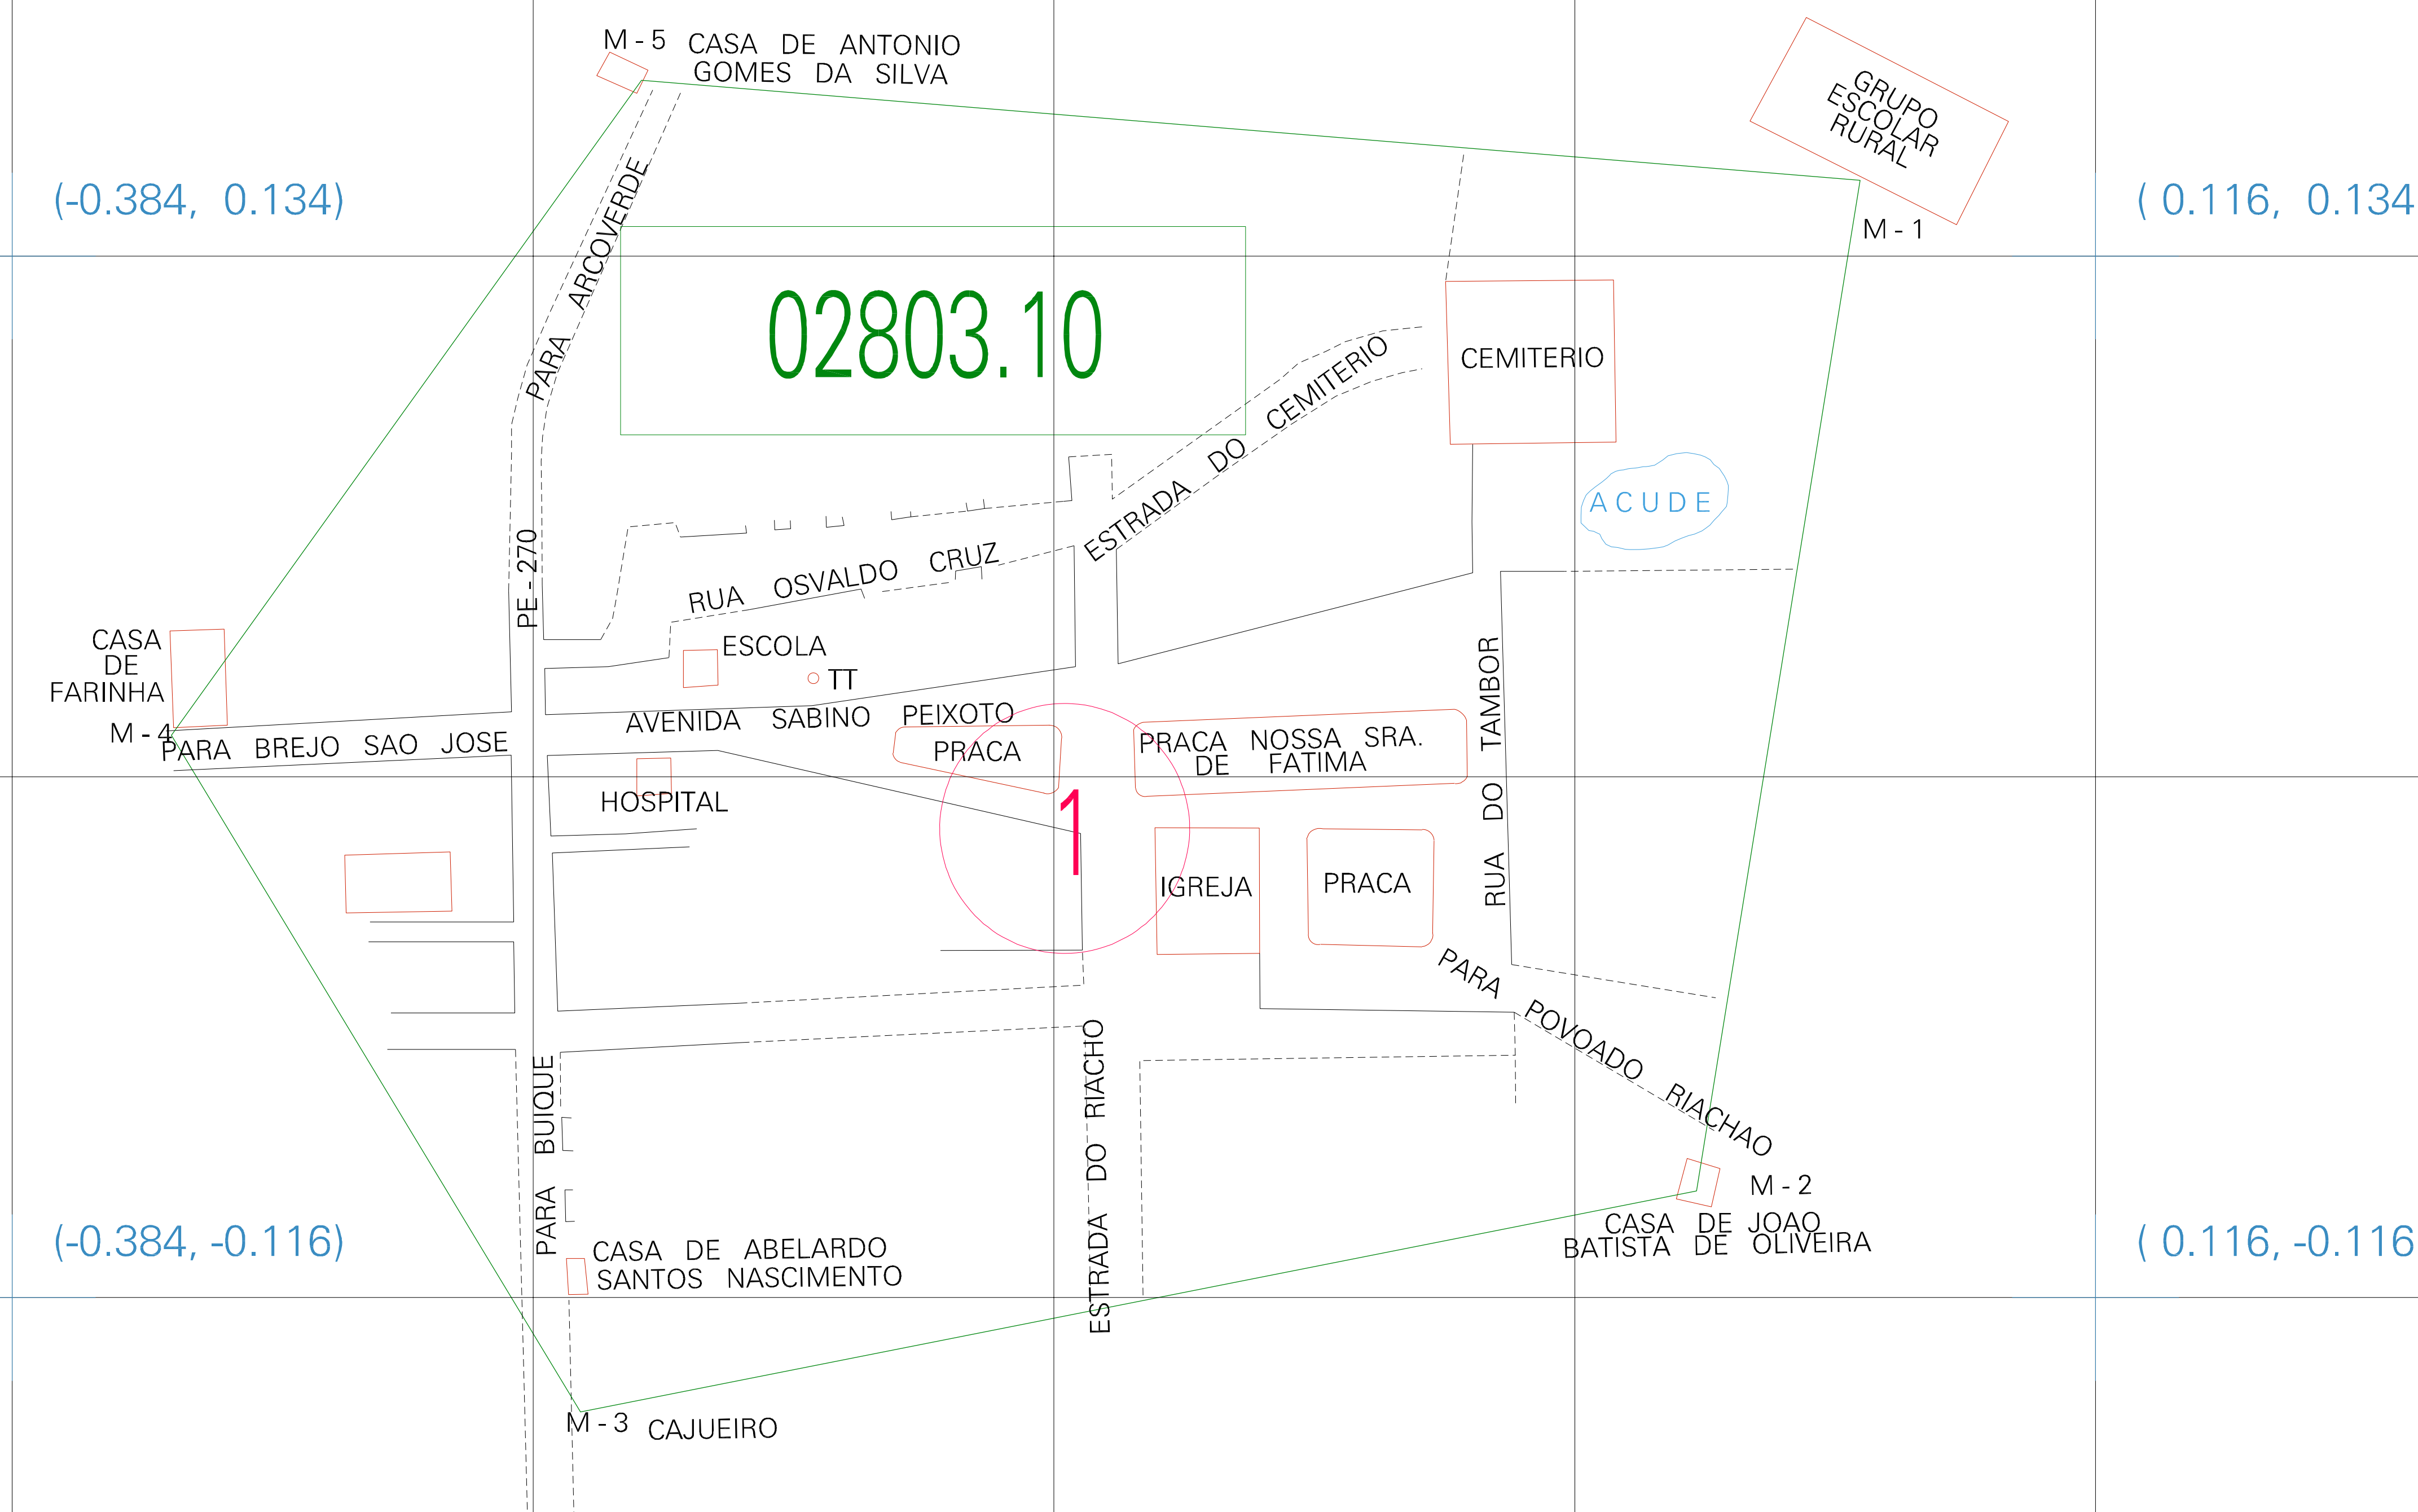 M - 5 CASA DE ANTONIO
GOMES DA SILVA
GRUPO
ESCOLAR
RURAL
(-0.384, 0.134)
( 0.116, 0.134
M - 1
PARA ARCOVERDE
02803.10
CEMITERIO
ESTRADA DO CEMITERIO
ACUDE
PE - 270
RUA OSVALDO CRUZ
CASA
DE
FARINHA
ESCOLA
TT
RUA DO TAMBOR
M - 4
AVENIDA SABINO PEIXOTO
PARA BREJO SAO JOSE
PRACA
PRACA NOSSA SRA.
DE FATIMA
HOSPITAL
1
IGREJA
PRACA
PARA POVOADO RIACHAO
PARA BUIQUE
ESTRADA DO RIACHO
M - 2
(-0.384, -0.116)
CASA DE ABELARDO
SANTOS NASCIMENTO
CASA DE JOAO
BATISTA DE OLIVEIRA
( 0.116, -0.116
M - 3 CAJUEIRO